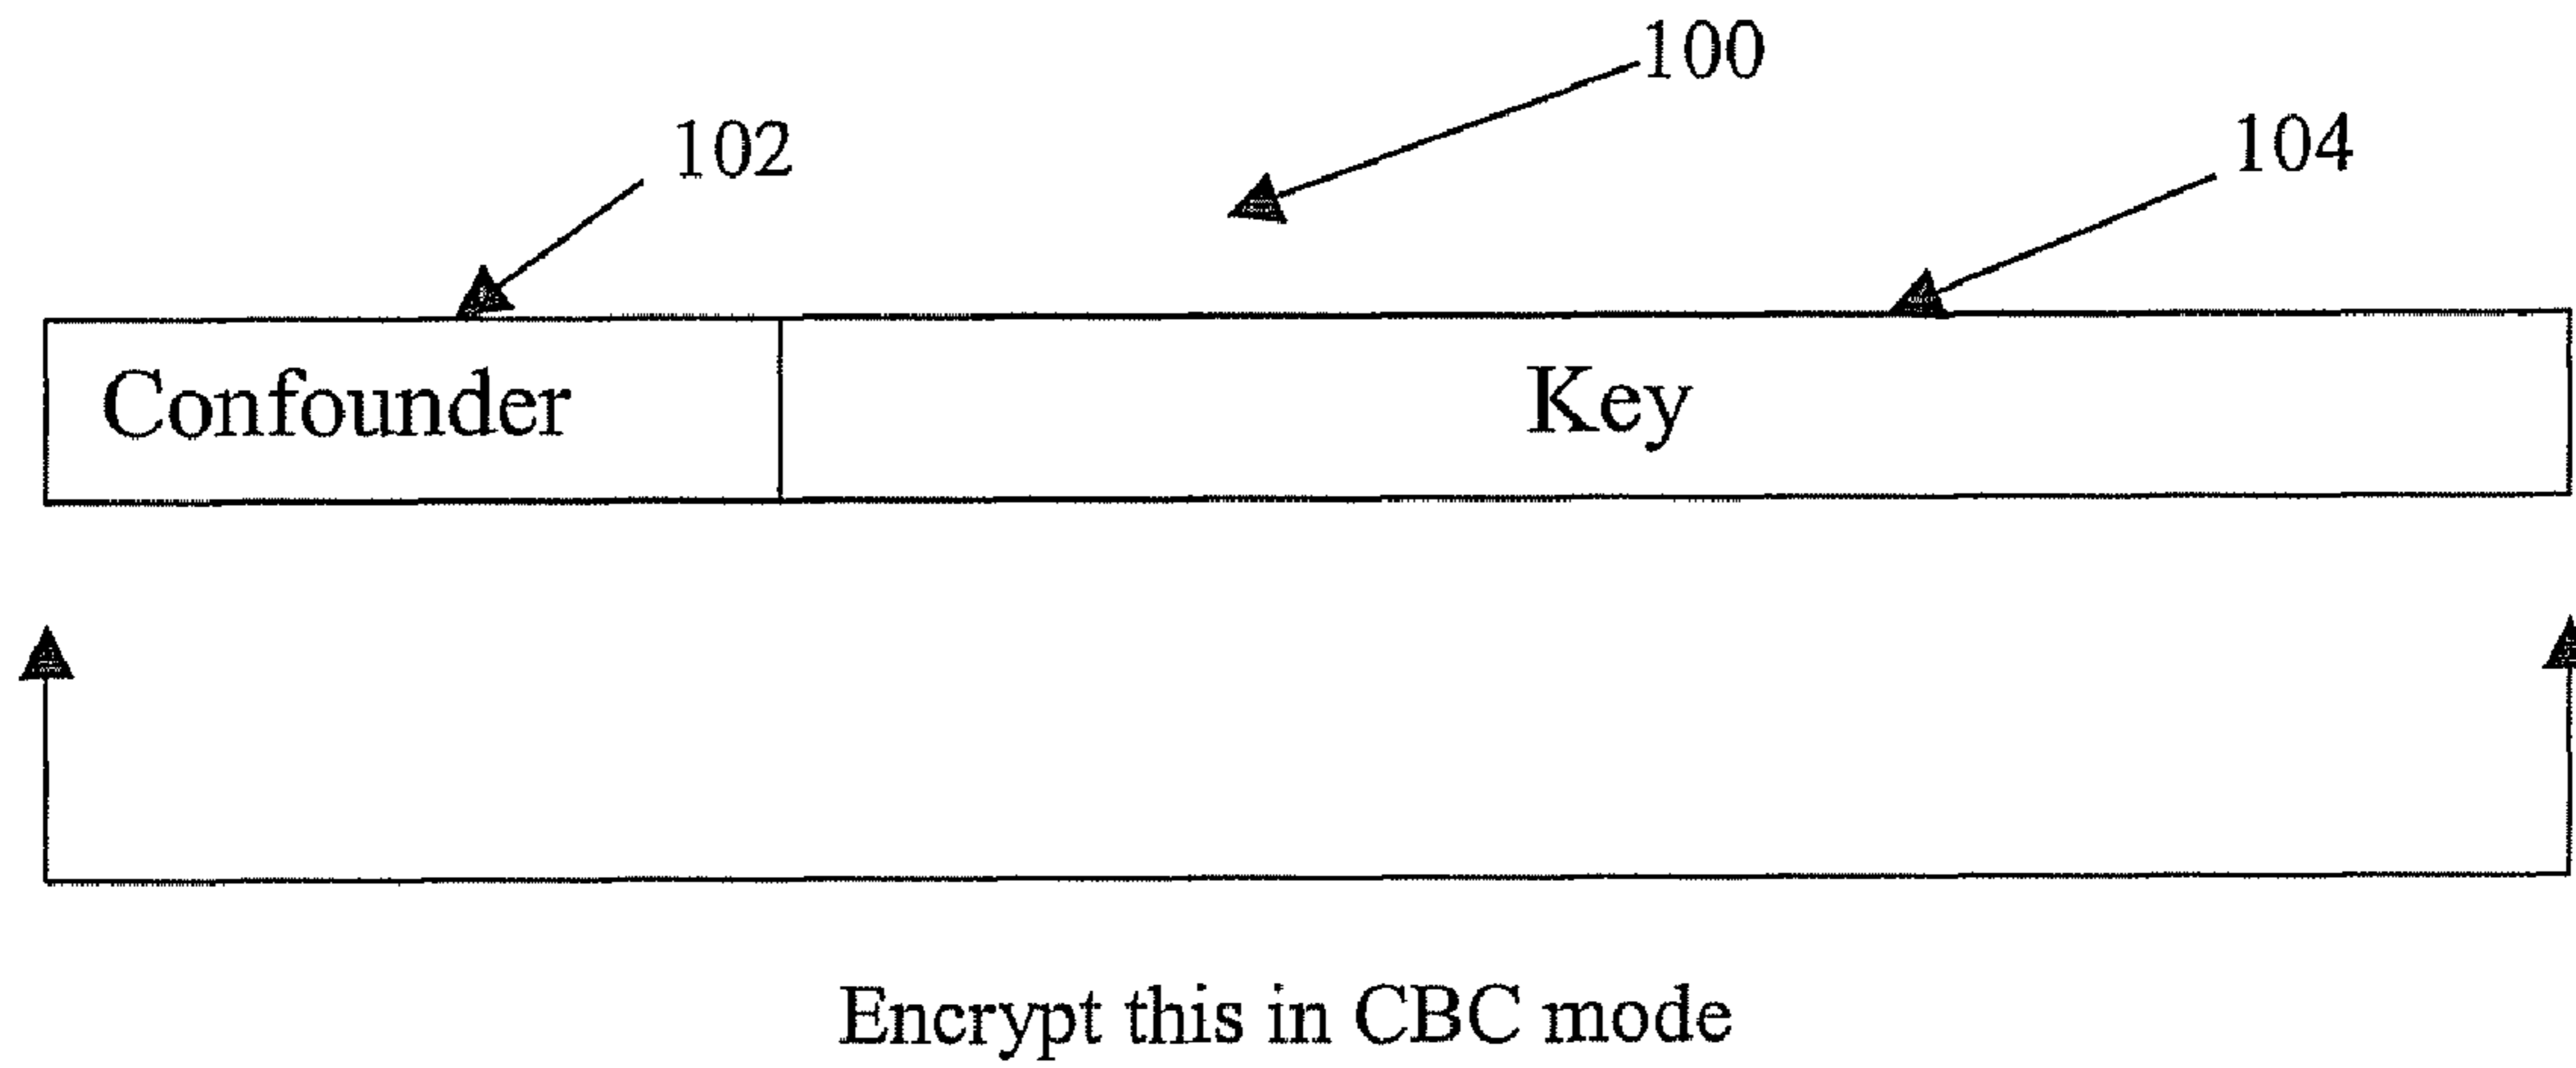 100
102
104
Confounder
Key
Encrypt this in CBC mode